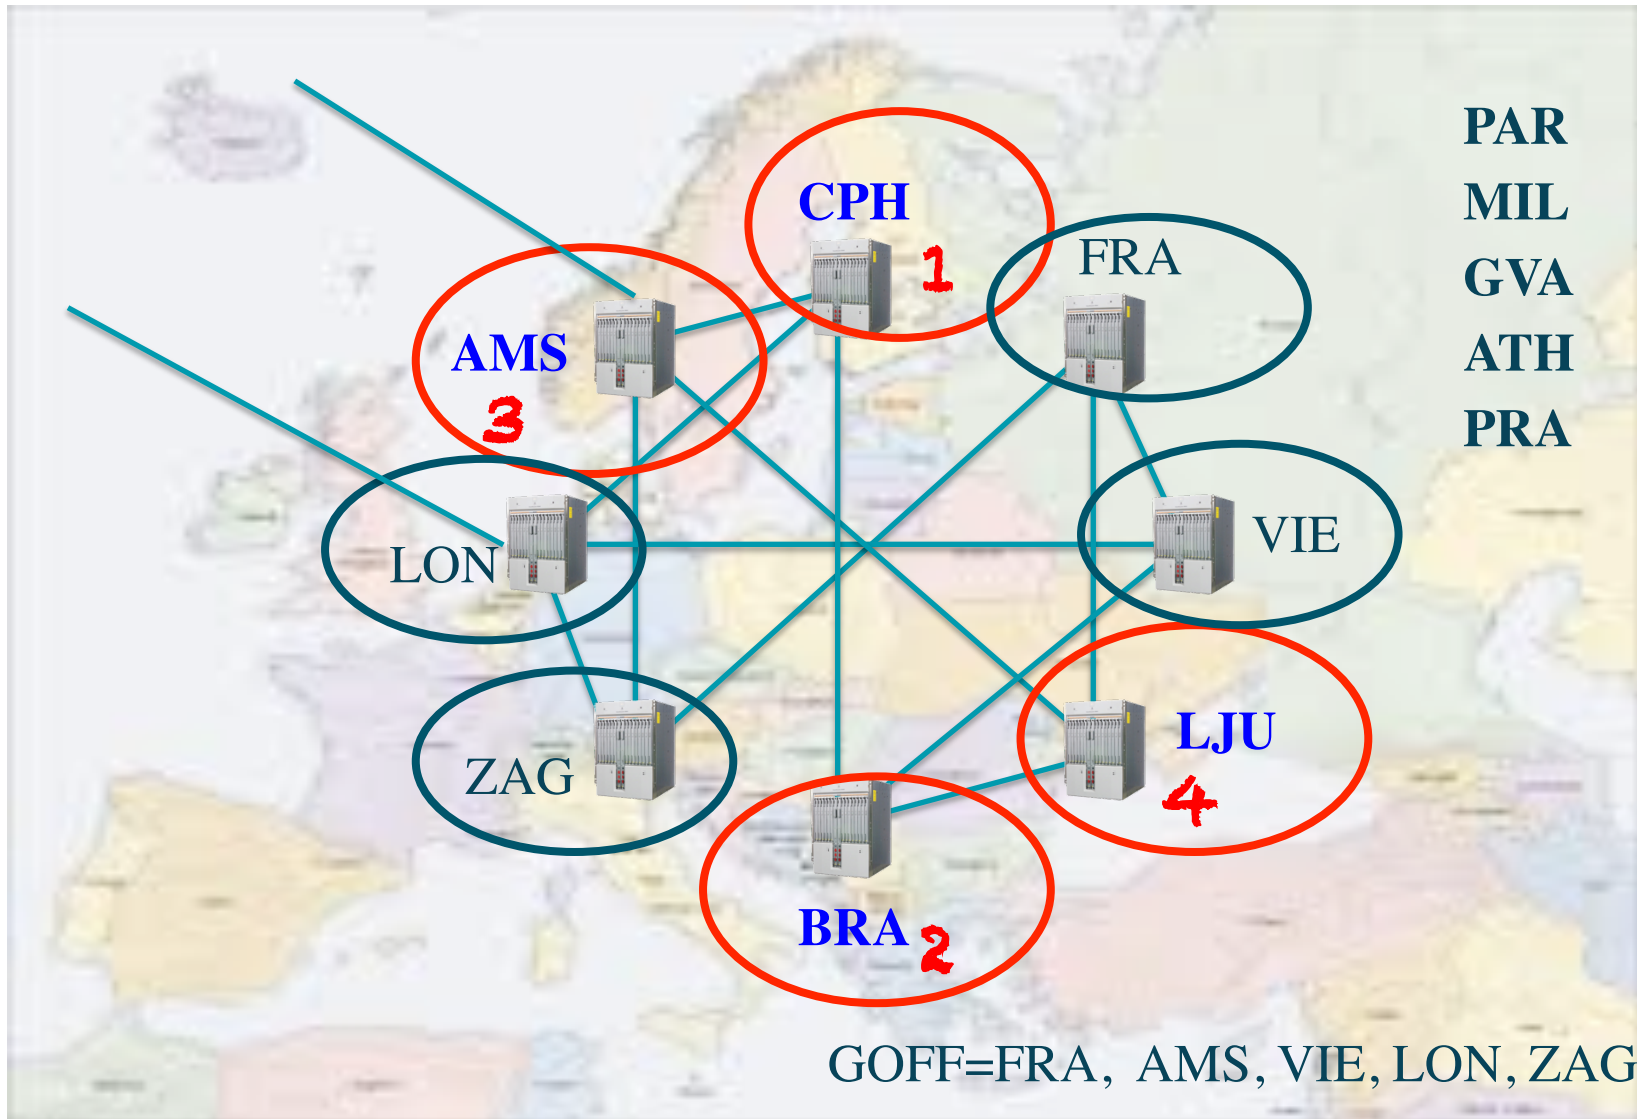 CPH
1
FRA
AMS
3
LON
VIE
ZAG
LJU
4
BRA
2
PAR
MIL
GVA
ATH
PRA
GOFF=FRA, AMS, VIE, LON, ZAG